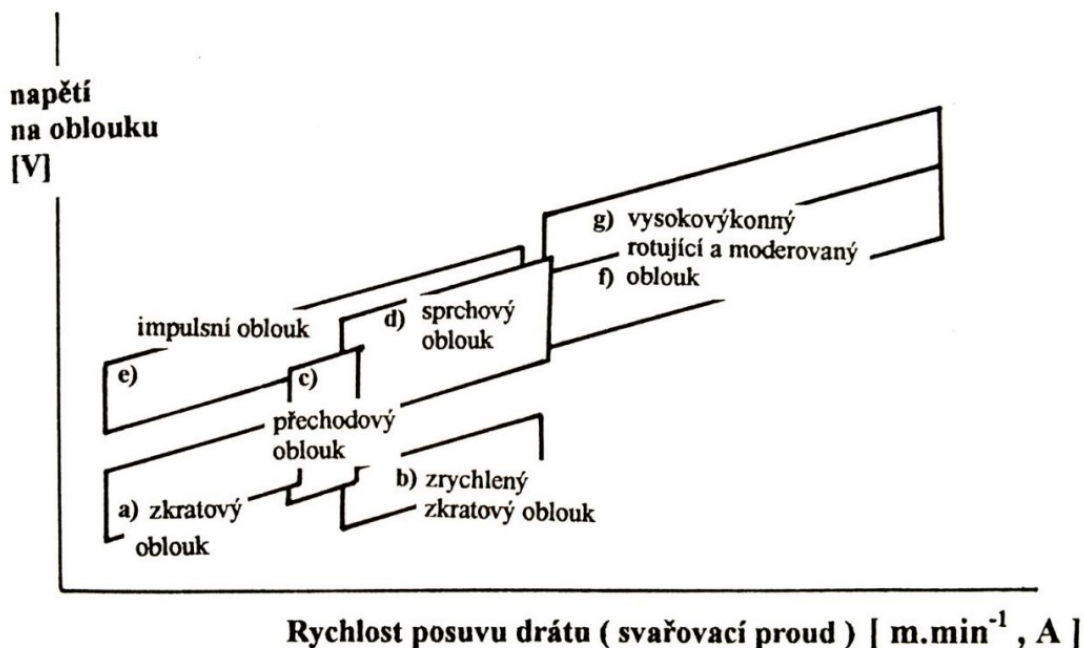 napětí
na oblouku
[V]
g) vysokovýkonný
rotující a moderovaný
f) oblouk
d) sprchový
oblouk
impulsní oblouk
e)
c)
přechodový
oblouk
b) zrychlený
zkratový oblouk
a) zkratový
oblouk
Rychlost posuvu drátu ( svařovací proud ) [ m.min⁻¹ , A ]